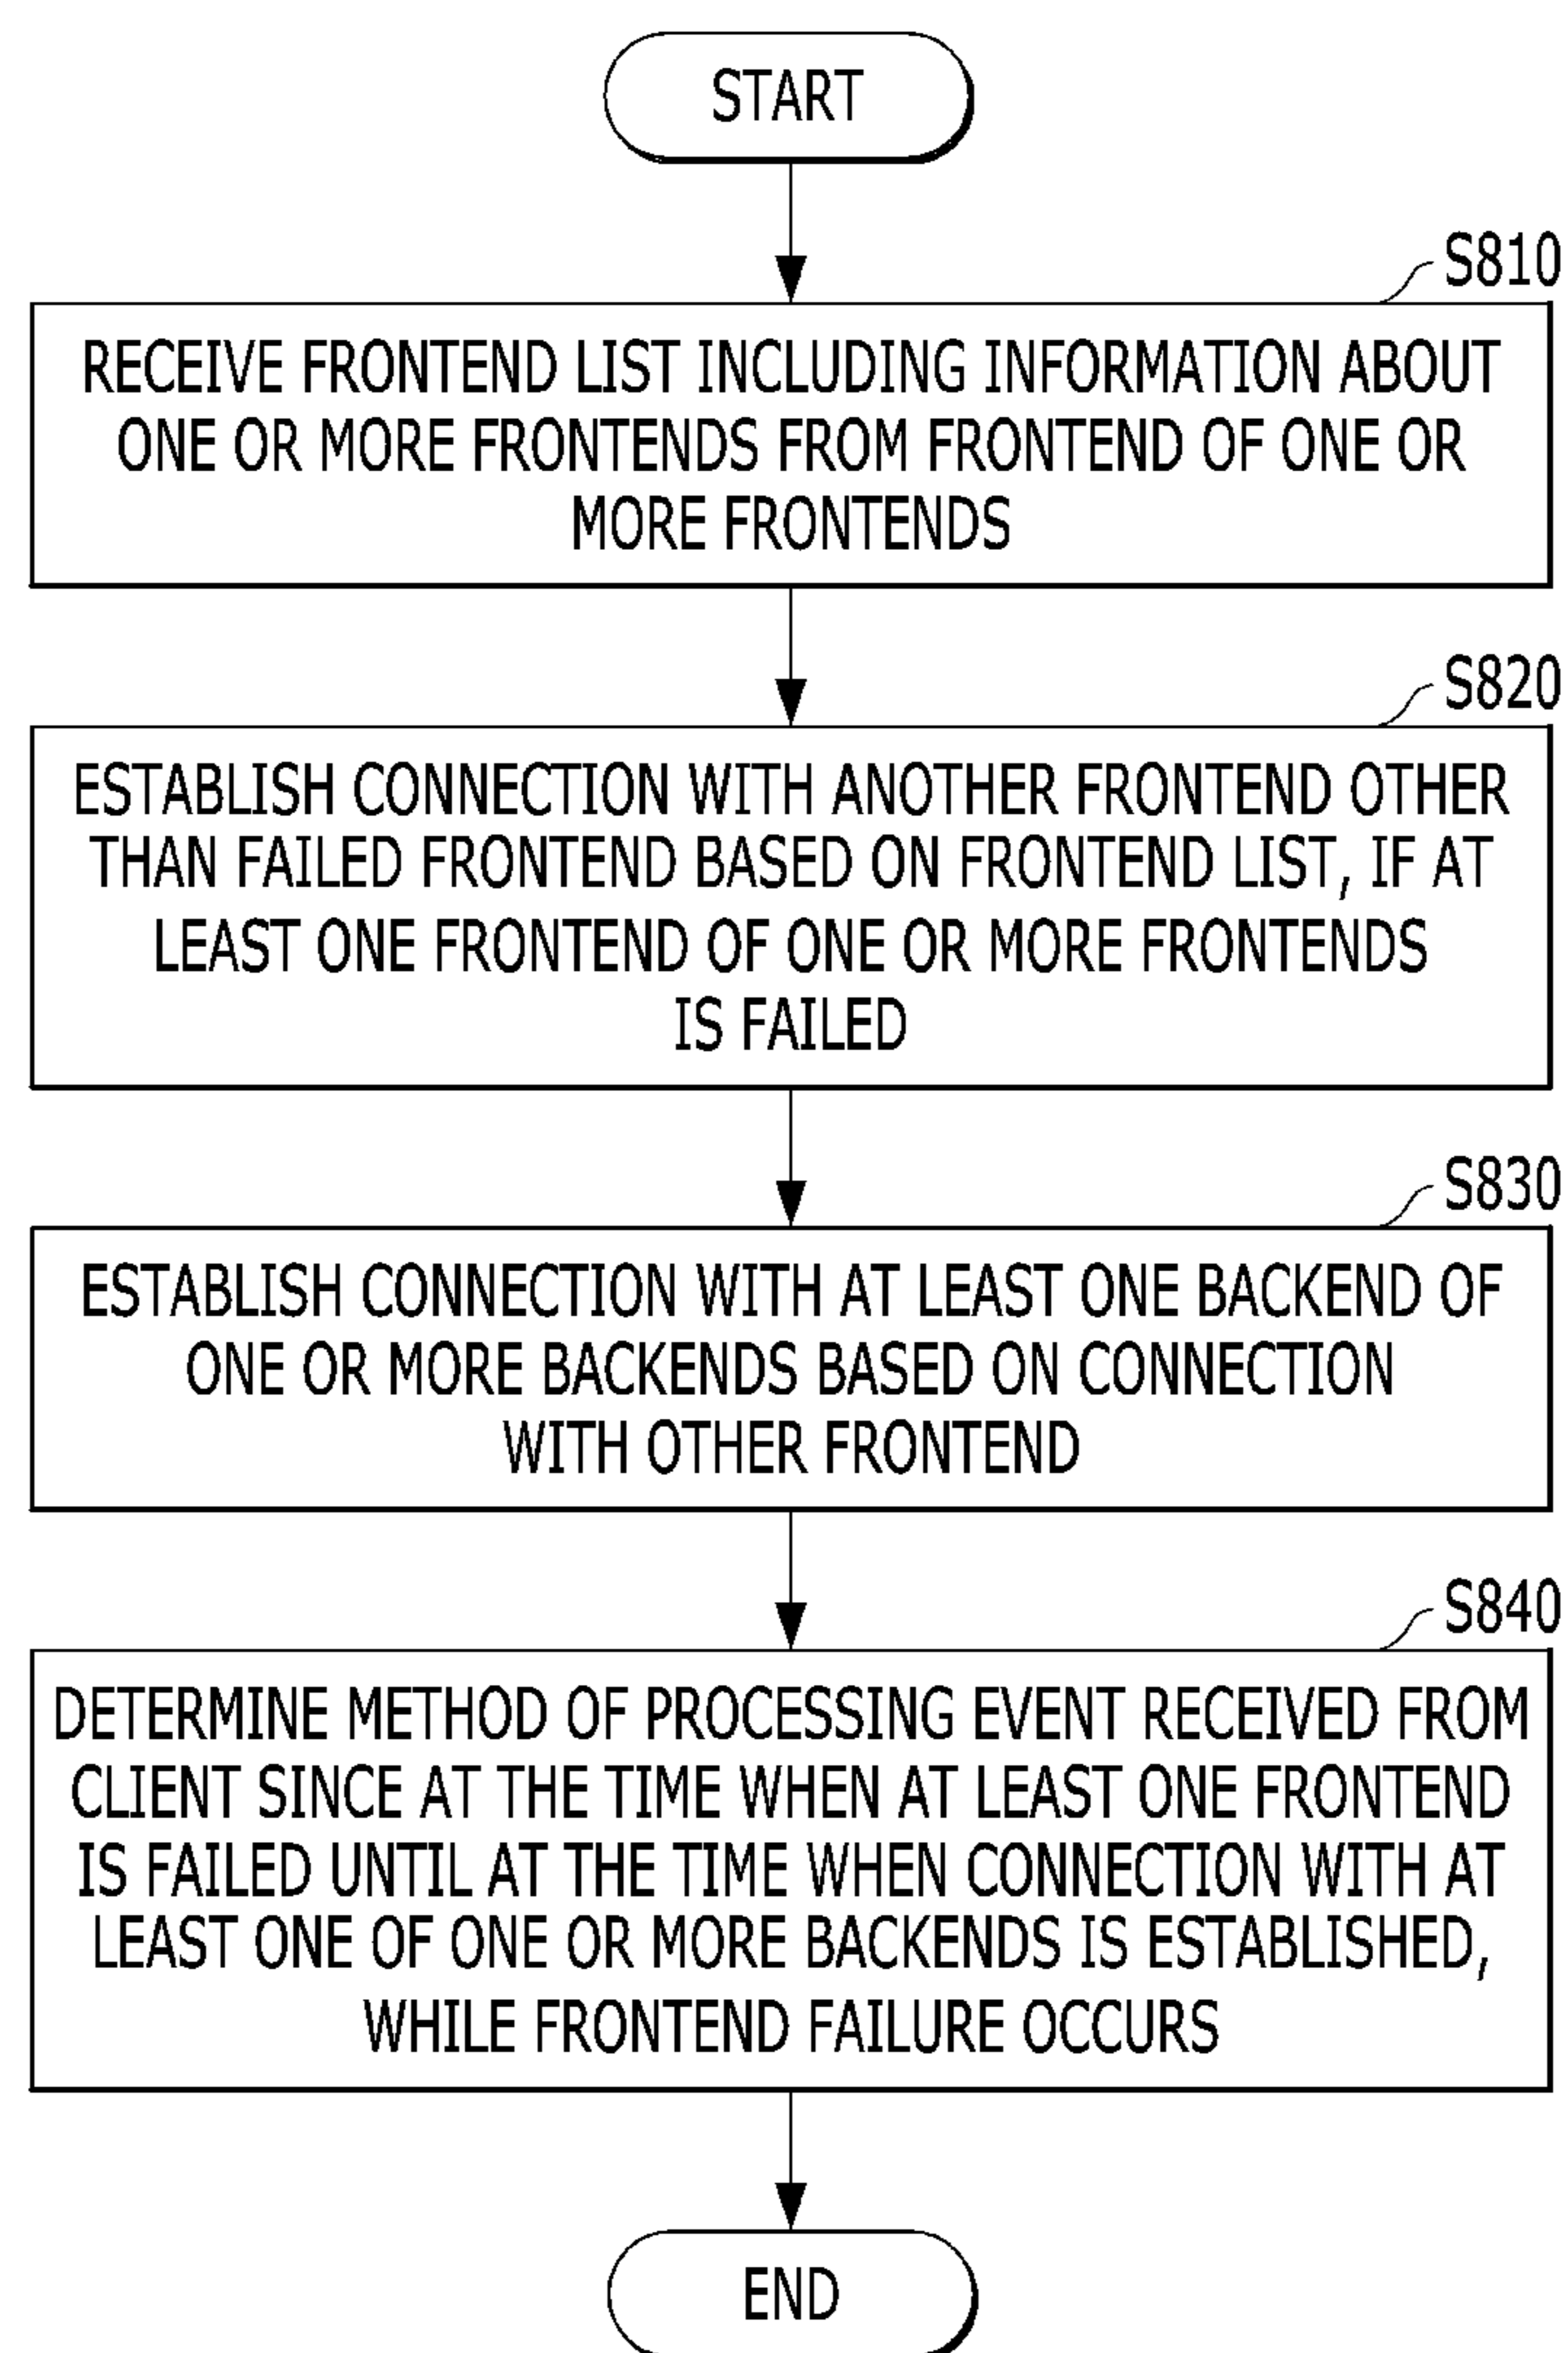 START
S810
RECEIVE FRONTEND LIST INCLUDING INFORMATION ABOUT
ONE OR MORE FRONTENDS FROM FRONTEND OF ONE OR
MORE FRONTENDS
S820
ESTABLISH CONNECTION WITH ANOTHER FRONTEND OTHER
THAN FAILED FRONTEND BASED ON FRONTEND LIST, IF AT
LEAST ONE FRONTEND OF ONE OR MORE FRONTENDS
IS FAILED
S830
ESTABLISH CONNECTION WITH AT LEAST ONE BACKEND OF
ONE OR MORE BACKENDS BASED ON CONNECTION
WITH OTHER FRONTEND
S840
DETERMINE METHOD OF PROCESSING EVENT RECEIVED FROM
CLIENT SINCE AT THE TIME WHEN AT LEAST ONE FRONTEND
IS FAILED UNTIL AT THE TIME WHEN CONNECTION WITH AT
LEAST ONE OF ONE OR MORE BACKENDS IS ESTABLISHED,
WHILE FRONTEND FAILURE OCCURS
END